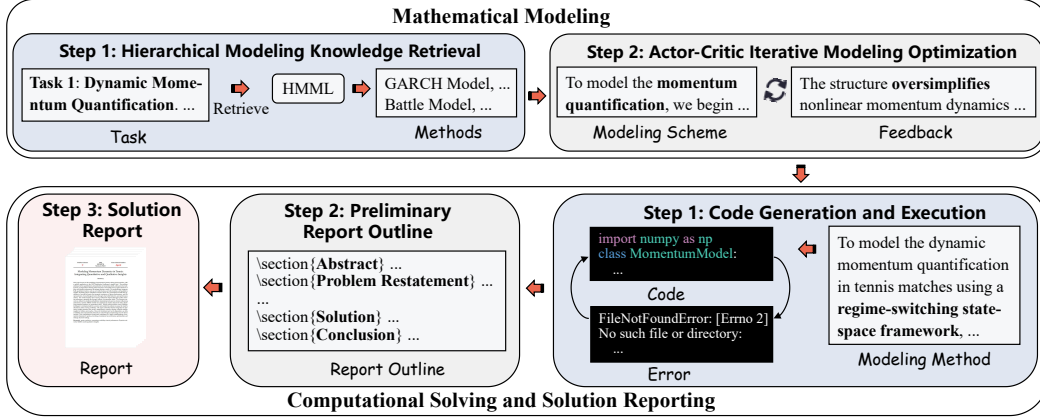 Mathematical Modeling
Step 1: Hierarchical Modeling Knowledge Retrieval
Task 1: Dynamic Mome-
ntum Quantification. ...
Task
Retrieve
HMML
GARCH Model, ...
Battle Model, ...
Methods
Step 2: Actor-Critic Iterative Modeling Optimization
To model the momentum
quantification, we begin ...
Modeling Scheme
The structure oversimplifies
nonlinear momentum dynamics ...
Feedback
Step 3: Solution
Report
Report
Step 2: Preliminary
Report Outline
\section{Abstract} ...
\section{Problem Restatement} ...
...
\section{Solution} ...
\section{Conclusion} ...
Report Outline
Step 1: Code Generation and Execution
import numpy as np
class MomentumModel:
...
Code
FileNotFoundError: [Errno 2]
No such file or directory:
...
Error
To model the dynamic
momentum quantification
in tennis matches using a
regime-switching state-
space framework, ...
Modeling Method
Computational Solving and Solution Reporting